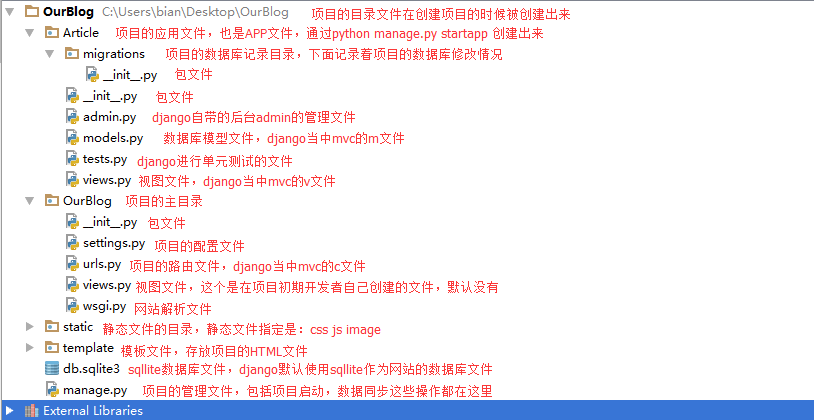 OurBlog C:\Users\bian\Desktop\OurBlog 项目的目录文件在创建项目的时候被创建出来
Article 项目的应用文件，也是APP文件，通过python manage.py startapp 创建出来
migrations 项目的数据库记录目录，下面记录着项目的数据库修改情况
__init__.py 包文件
__init__.py 包文件
admin.py django自带的后台admin的管理文件
models.py 数据库模型文件，django当中mvc的m文件
tests.py django进行单元测试的文件
views.py 视图文件，django当中mvc的v文件
OurBlog 项目的主目录
__init__.py 包文件
settings.py 项目的配置文件
urls.py 项目的路由文件，django当中mvc的c文件
views.py 视图文件，这个是在项目初期开发者自己创建的文件，默认没有
wsgi.py 网站解析文件
static 静态文件的目录，静态文件指定是：css js image
template 模板文件，存放项目的HTML文件
db.sqlite3 sqllite数据库文件，django默认使用sqllite作为网站的数据库文件
manage.py 项目的管理文件，包括项目启动，数据同步这些操作都在这里
External Libraries